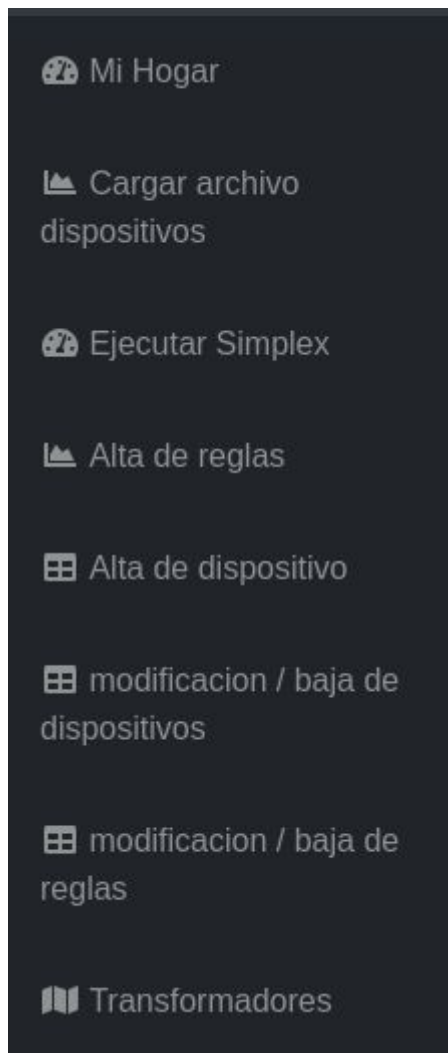 Mi Hogar
Cargar archivo
dispositivos
Ejecutar Simplex
Alta de reglas
Alta de dispositivo
modificacion / baja de
dispositivos
modificacion / baja de
reglas
Transformadores